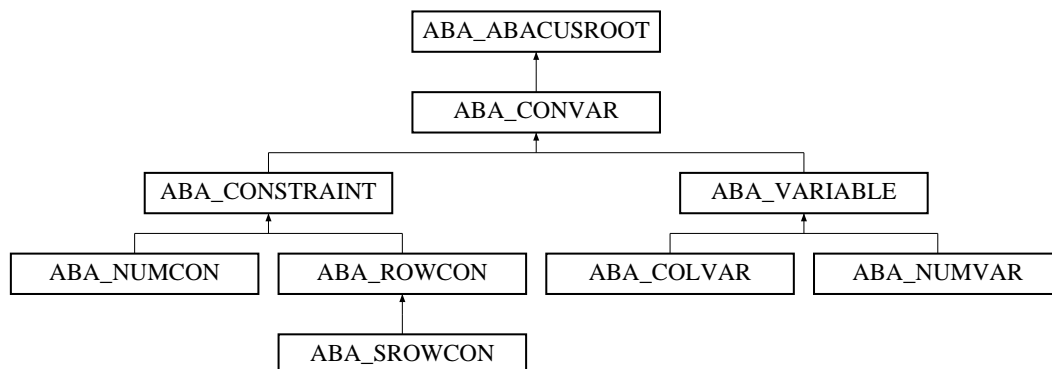 ABA_ABACUSROOT
ABA_CONVAR
ABA_CONSTRAINT
ABA_VARIABLE
ABA_NUMCON
ABA_ROWCON
ABA_COLVAR
ABA_NUMVAR
ABA_SROWCON